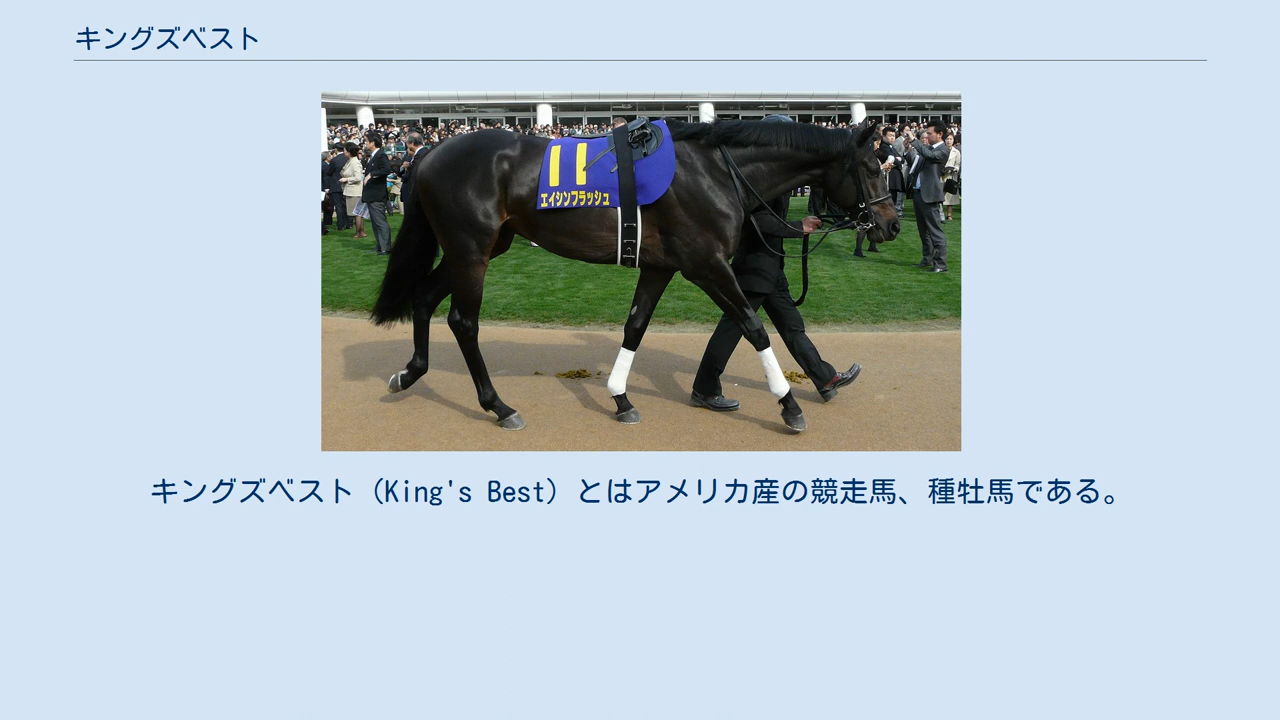 キングズベスト
11
エイシンフラッシュ
キングズベスト（King's Best）とはアメリカ産の競走馬、種牡馬である。